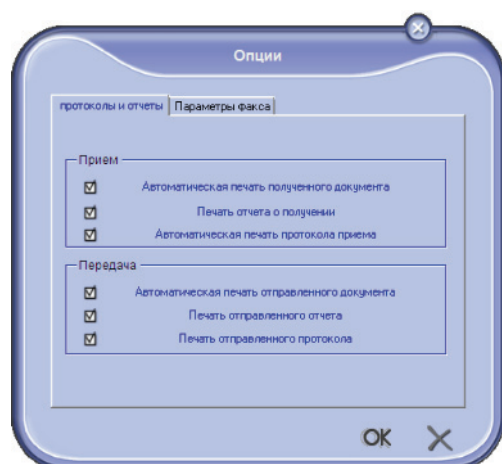 Опции
протоколы и отчеты Параметры факса
Прием
Автоматическая печать полученного документа
Печать отчета о получении
Автоматическая печать протокола приема
Передача
Автоматическая печать отправленного документа
Печать отправленного отчета
Печать отправленного протокола
OK